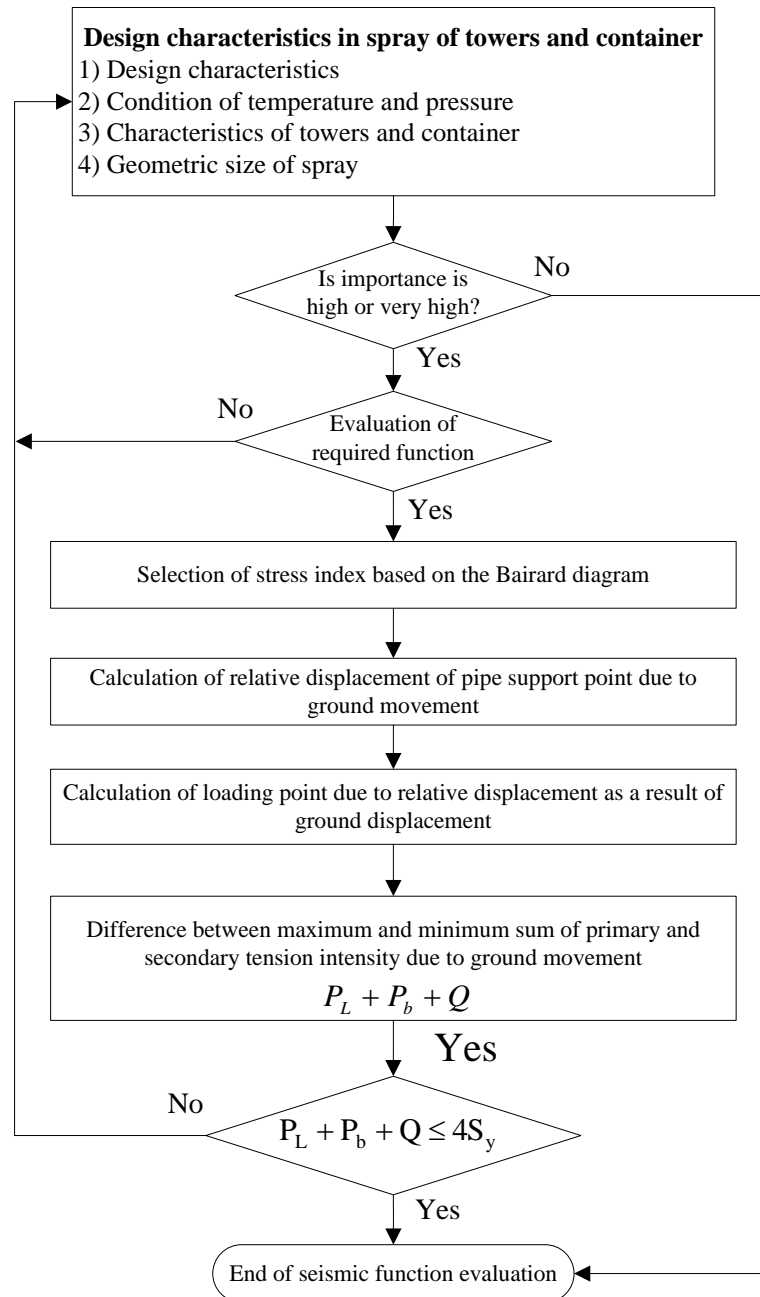 Design characteristics in spray of towers and container
1) Design characteristics
2) Condition of temperature and pressure
3) Characteristics of towers and container
4) Geometric size of spray
Is importance is
high or very high?
No
Yes
No
Evaluation of
required function
Yes
Selection of stress index based on the Bairard diagram
Calculation of relative displacement of pipe support point due to
ground movement
Calculation of loading point due to relative displacement as a result of
ground displacement
Difference between maximum and minimum sum of primary and
secondary tension intensity due to ground movement
P_L + P_b + Q
Yes
No
P_L + P_b + Q ≤ 4S_y
Yes
End of seismic function evaluation